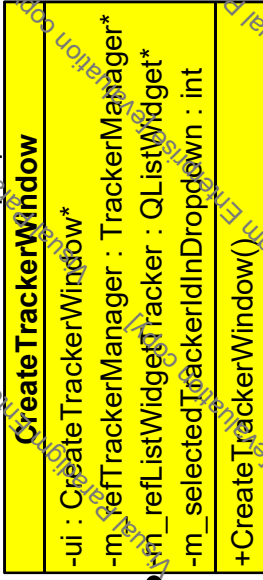 CreateTrackerWindow
-ui : CreateTrackerWindow*
-m_refTrackerManager : TrackerManager*
-m_refListWidgetTracker : QListWidget*
-m_selectedTrackerIdInDropdown : int
+CreateTrackerWindow()